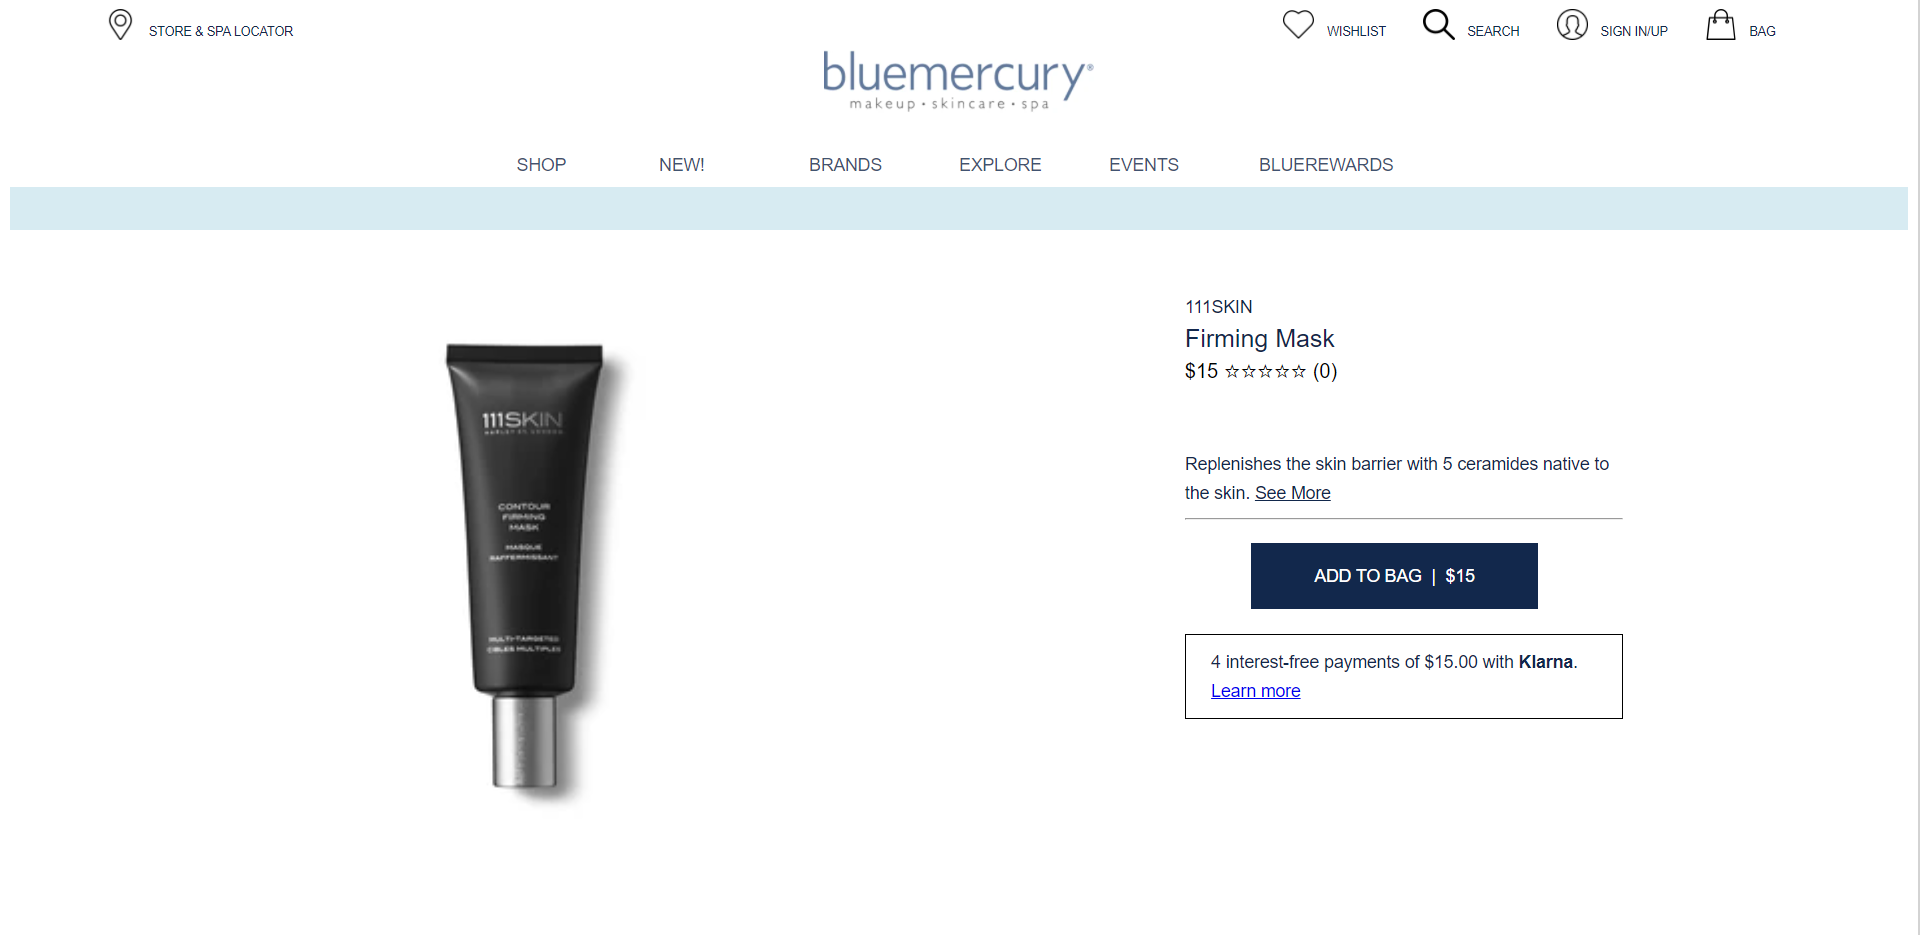 STORE & SPA LOCATOR
WISHLIST
SEARCH
SIGN IN/UP
BAG
bluemercury®
makeup • skincare • spa
SHOP
NEW!
BRANDS
EXPLORE
EVENTS
BLUEREWARDS
111SKIN
HARLEY ST. LONDON
CONTOUR
FIRMING
MASK
MASQUE
RAFFERMISSANT
MULTI-TARGETED
CIBLES MULTIPLES
111SKIN
Firming Mask
$15 ☆☆☆☆☆ (0)
Replenishes the skin barrier with 5 ceramides native to
the skin. See More
ADD TO BAG | $15
4 interest-free payments of $15.00 with Klarna.
Learn more